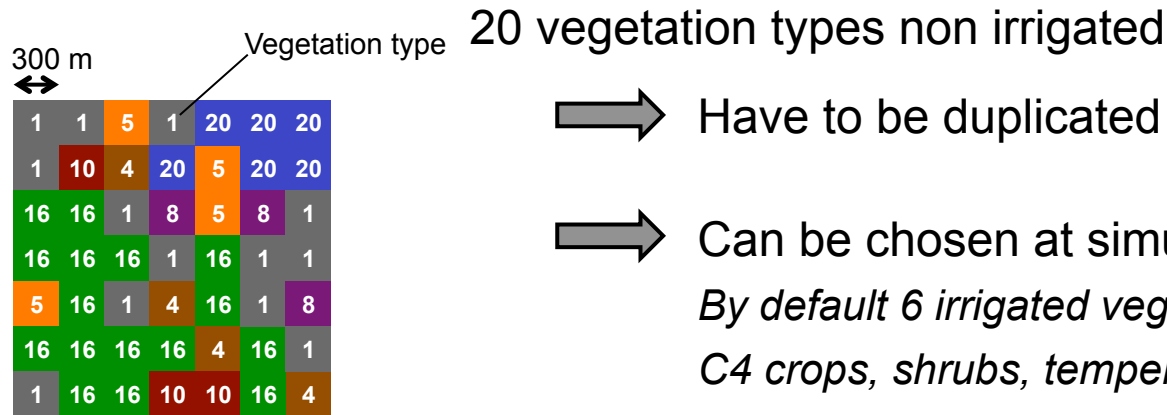 20 vegetation types non irrigated
Vegetation type
300 m
Have to be duplicated
Can be chosen at simu
By default 6 irrigated veg
C4 crops, shrubs, temper
1 1 5 1 20 20 20
1 10 4 20 5 20 20
16 16 1 8 5 8 1
16 16 16 1 16 1 1
5 16 1 4 16 1 8
16 16 16 16 4 16 1
1 16 16 10 10 16 4